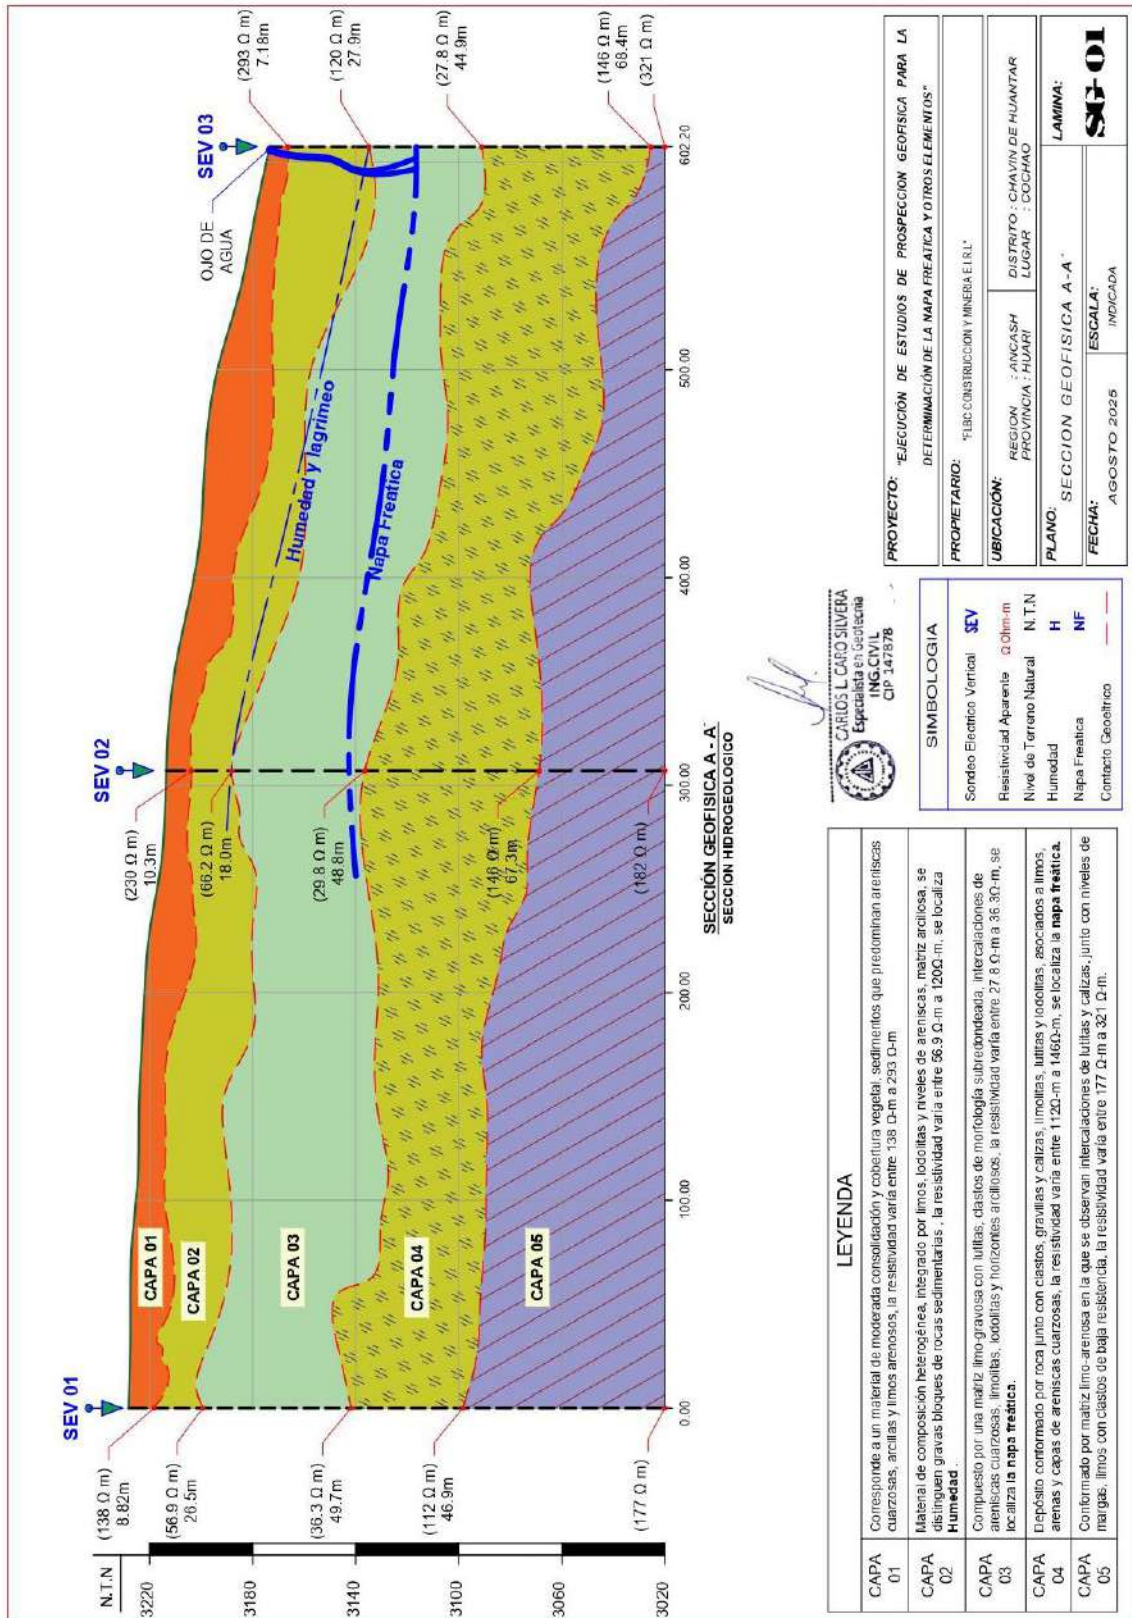 SEV 01
SEV 02
SEV 03
OJO DE
AGUA
N.T.N
3220
3180
3140
3100
3060
3020
(138 Ω m)
8.82m
(56.9 Ω m)
26.5m
(36.3 Ω m)
49.7m
(112 Ω m)
46.9m
(177 Ω m)
(230 Ω m)
10.3m
(66.2 Ω m)
18.0m
(29.8 Ω m)
48.8m
(146 Ω m)
67.3m
(182 Ω m)
(293 Ω m)
7.18m
(120 Ω m)
27.9m
(27.8 Ω m)
44.9m
(146 Ω m)
68.4m
(321 Ω m)
CAPA 01
CAPA 02
CAPA 03
CAPA 04
CAPA 05
Humedad y lagrimeo
Napa Freatica
0.00
100.00
200.00
300.00
400.00
500.00
602.20
SECCIÓN GEOFISICA A - A´
SECCION HIDROGEOLOGICO
LEYENDA
CAPA 01
Corresponde a un material de moderada consolidación y cobertura vegetal, sedimentos que predominan areniscas
cuarzosas, arcillas y limos arenosos, la resistividad varía entre 138 Ω-m a 293 Ω-m
CAPA 02
Material de composición heterogénea, integrado por limos, lodolitas y niveles de areniscas, matriz arcillosa, se
distinguen gravas bloques de rocas sedimentarias , la resistividad varía entre 56.9 Ω-m a 120Ω-m, se localiza
Humedad .
CAPA 03
Compuesto por una matriz limo-gravosa con lutitas, clastos de morfología subredondeada, intercalaciones de
areniscas cuarzosas, limolitas, lodolitas y horizontes arcillosos, la resistividad varía entre 27.8 Ω-m a 36.3Ω-m, se
localiza la napa freática.
CAPA 04
Depósito conformado por roca junto con clastos, gravillas y calizas, limolitas, lutitas y lodolitas, asociados a limos,
arenas y capas de areniscas cuarzosas, la resistividad varía entre 112Ω-m a 146Ω-m, se localiza la napa freática.
CAPA 05
Conformado por matriz limo-arenosa en la que se observan intercalaciones de lutitas y calizas, junto con niveles de
margas, limos con clastos de baja resistencia, la resistividad varía entre 177 Ω-m a 321 Ω-m.
CARLOS L. CARO SILVERA
Especialista en Geotecnia
ING.CIVIL
CIP 147878
SIMBOLOGIA
Sondeo Electrico Vertical SEV
Resistividad Aparente Ω Ohm-m
Nivel de Terreno Natural N.T.N
Humedad H
Napa Freatica NF
Contacto Geoeltrico
PROYECTO: "EJECUCIÓN DE ESTUDIOS DE PROSPECCION GEOFISICA PARA LA
DETERMINACIÓN DE LA NAPA FREATICA Y OTROS ELEMENTOS"
PROPIETARIO: "FLBC CONSTRUCCION Y MINERIA E.I.R.L"
UBICACIÓN:
REGION : ANCASH
PROVINCIA : HUARI
DISTRITO : CHAVIN DE HUANTAR
LUGAR : COCHAO
PLANO: SECCION GEOFISICA A-A´
LAMINA:
SG-01
FECHA: AGOSTO 2025
ESCALA: INDICADA